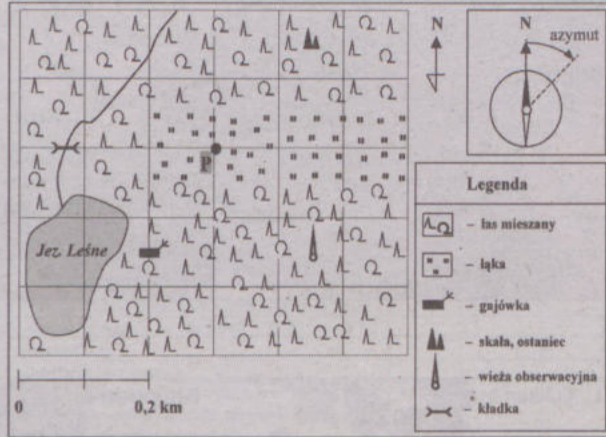 N
N
azymut
P
Jez. Leśne
0
0,2 km
Legenda
– las mieszany
– łąka
– gajówka
– skała, ostaniec
– wieża obserwacyjna
– kładka